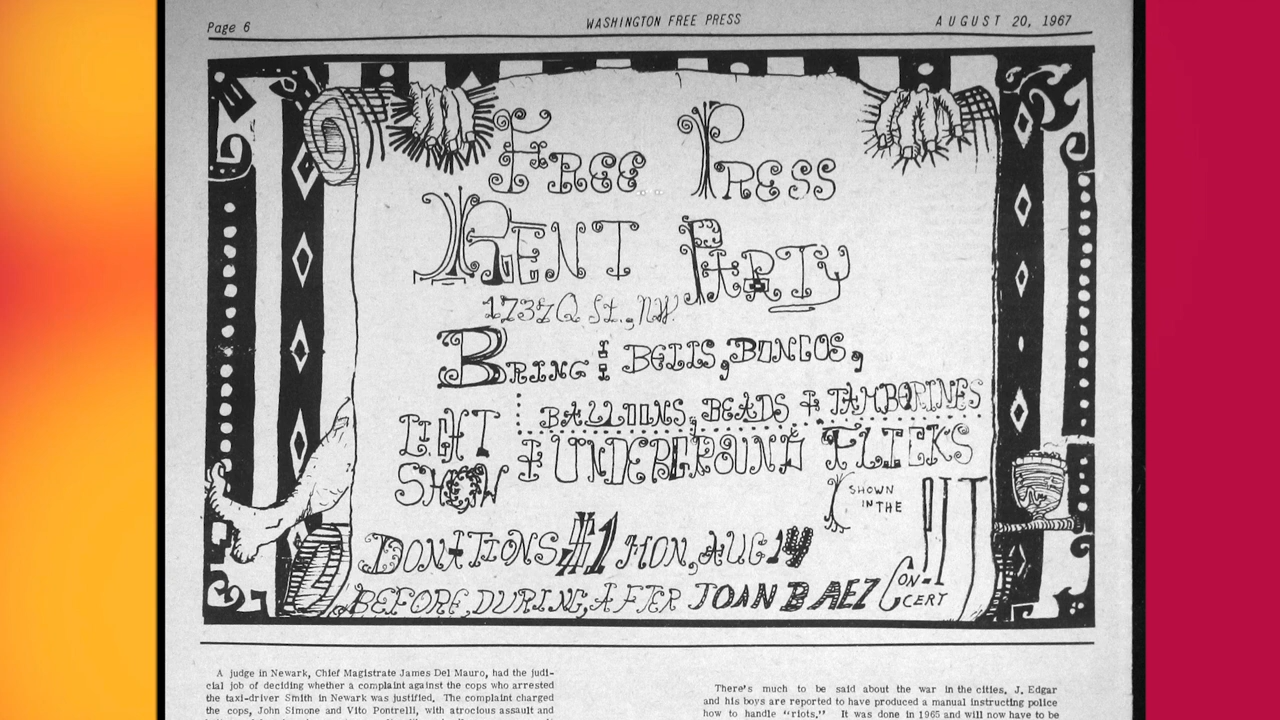 Page 6
WASHINGTON FREE PRESS
AUGUST 20, 1967
FREE PRESS
RENT PARTY
1737 Q St., NW.
BRING: BELLS, BONGOS,
BALLOONS, BEADS + TAMBORINES
LIGHT SHOW + UNDERGROUND FLICKS
SHOWN
IN THE
DONATIONS $1 MON, AUG 14
BEFORE, DURING, AFTER JOAN BAEZ CON-
CERT
A judge in Newark, Chief Magistrate James Del Mauro, had the judi-
cial job of deciding whether a complaint against the cops who arrested
the taxi-driver Smith in Newark was justified. The complaint charged
the cops, John Simone and Vito Pontrelli, with atrocious assault and
There's much to be said about the war in the cities. J. Edgar
and his boys are reported to have produced a manual instructing police
how to handle "riots." It was done in 1965 and will now have to be